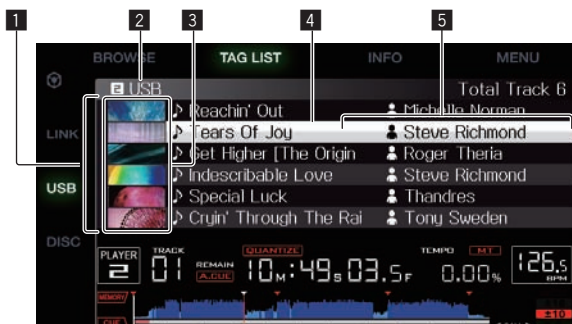 1 2 3 4 5
BROWSE TAG LIST INFO MENU
2 USB Total Track 6
LINK
USB
DISC
♪ Reachin' Out Michelle Norman
♪ Tears Of Joy Steve Richmond
♪ Get Higher [The Origin Roger Theria
♪ Indescribable Love Steve Richmond
♪ Special Luck Thandres
♪ Cryin' Through The Rai Tony Sweden
PLAYER 2 TRACK 01 REMAIN A.CUE QUANTIZE 10M:49S03.5F TEMPO MT 0.00% 126.5 BPM
MEMORY
CUE ±10